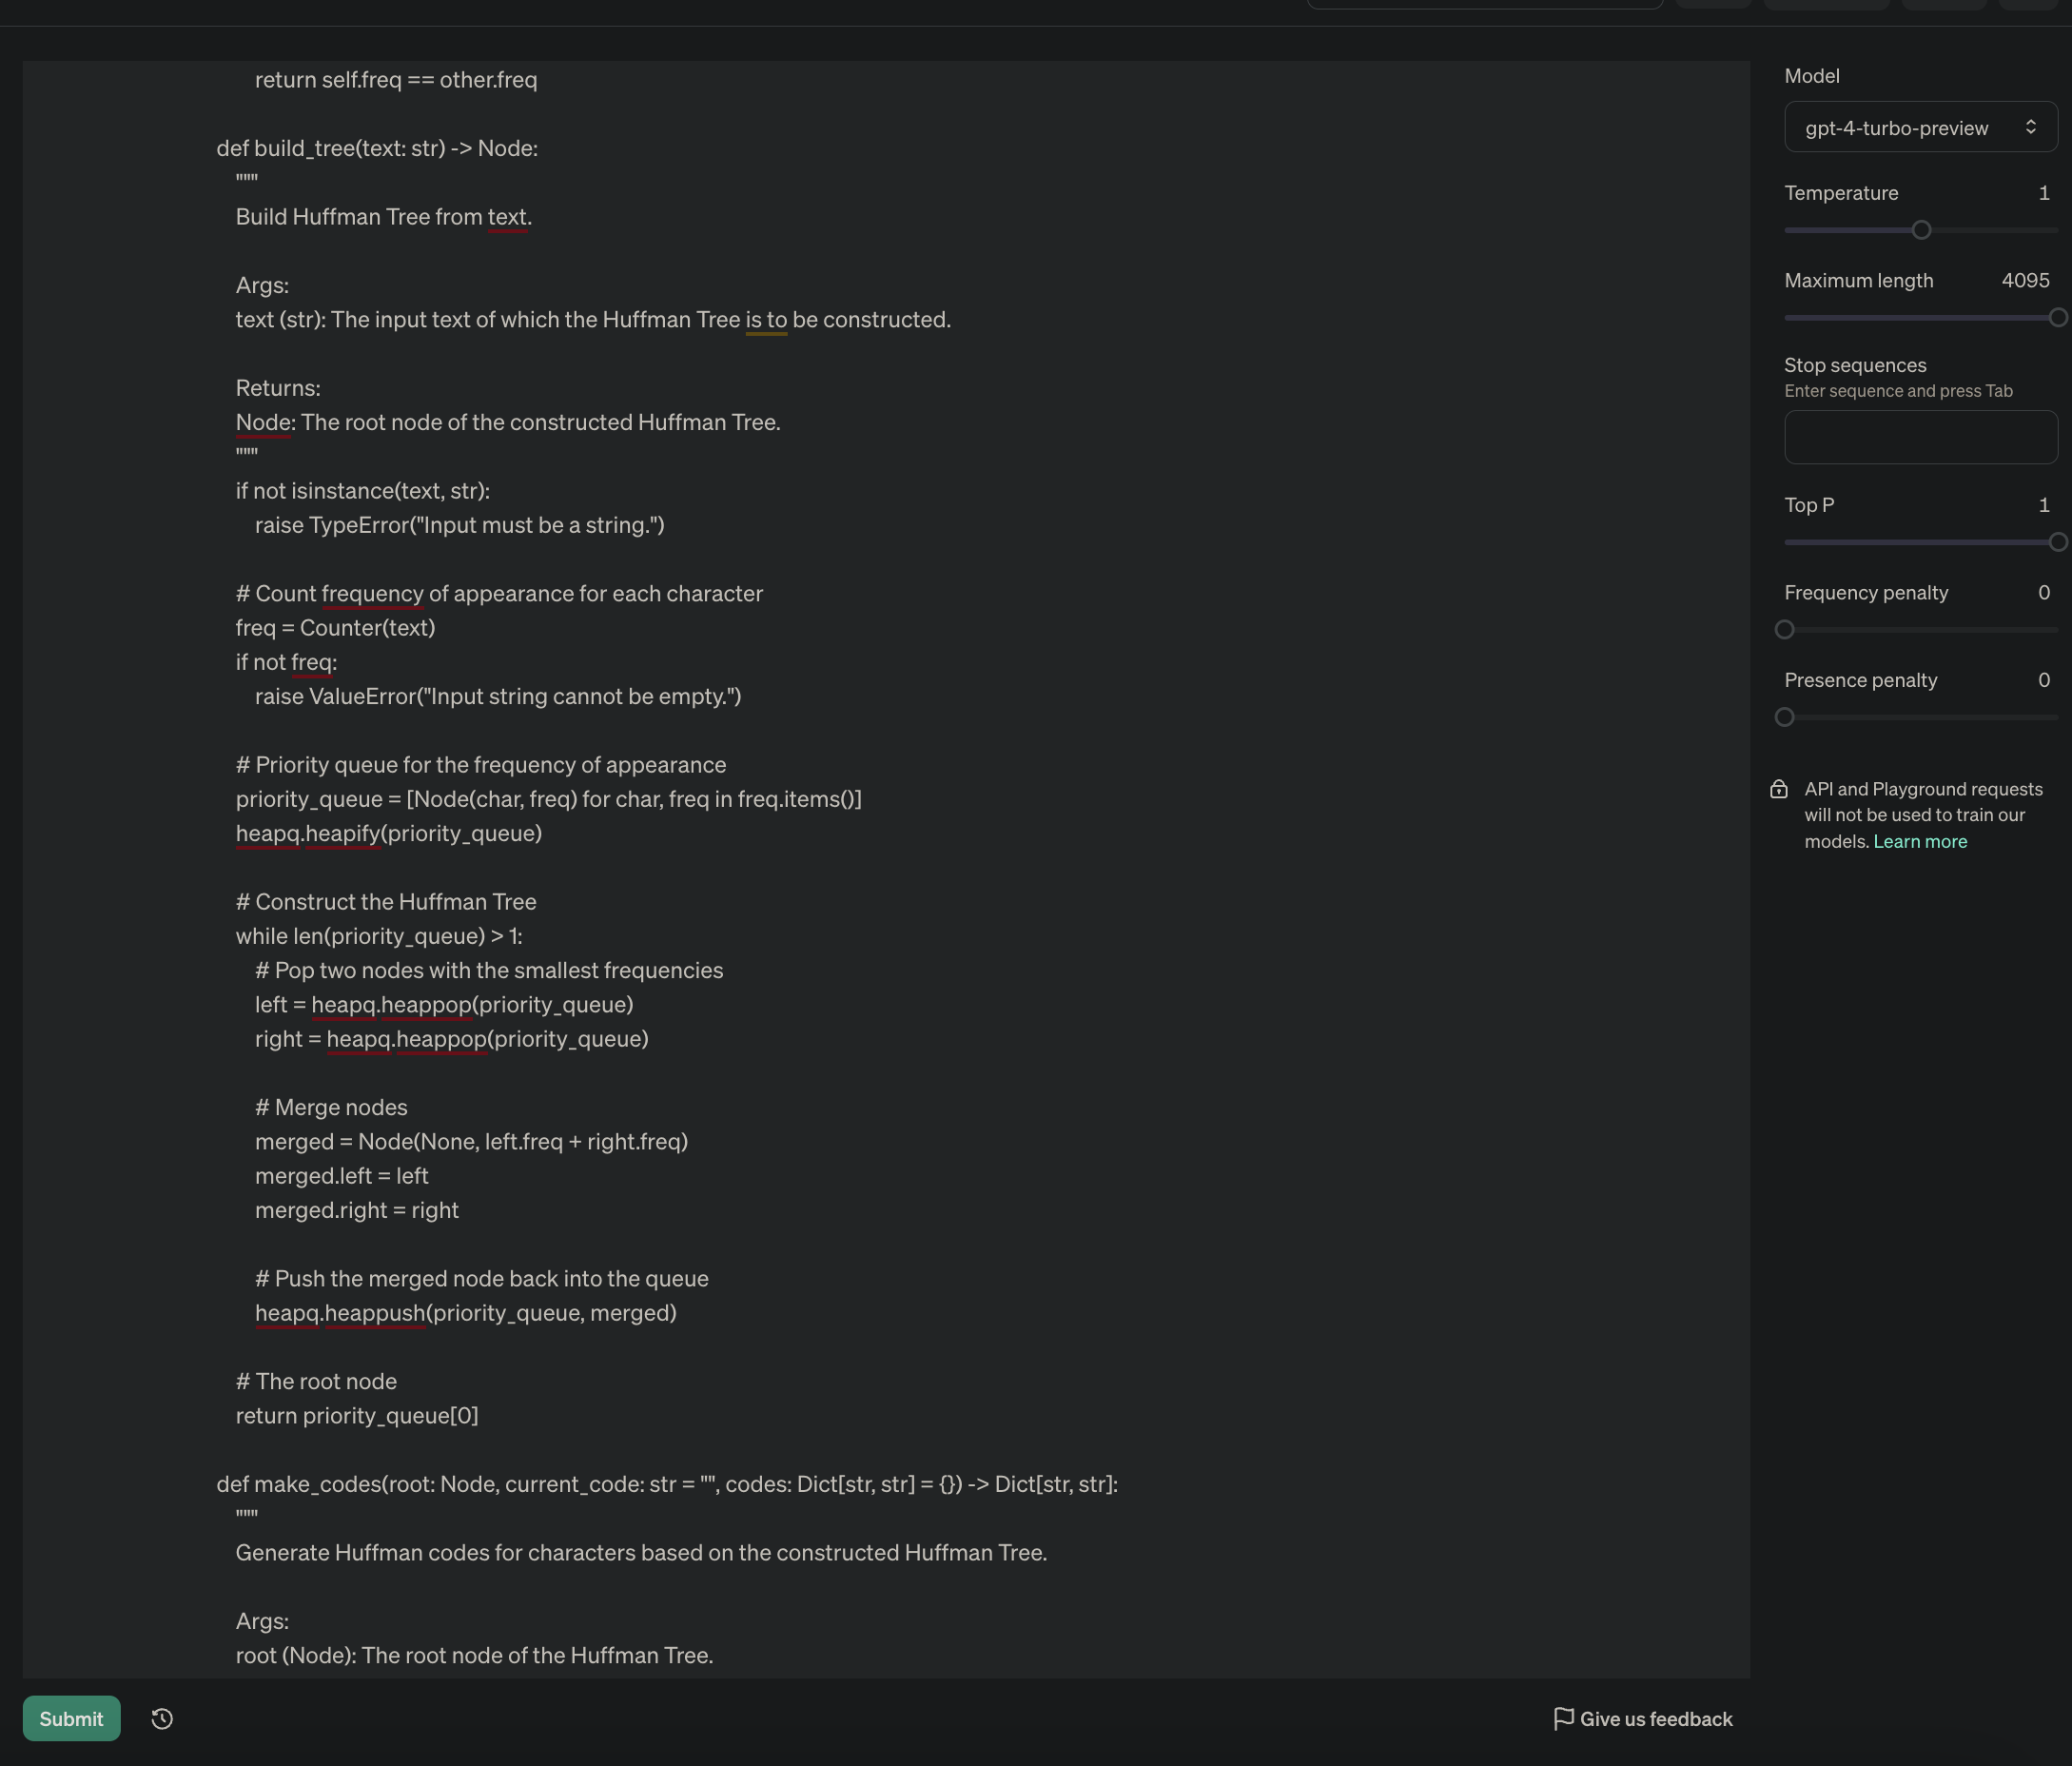 return self.freq == other.freq
def build_tree(text: str) -> Node:
"""
Build Huffman Tree from text.
Args:
text (str): The input text of which the Huffman Tree is to be constructed.
Returns:
Node: The root node of the constructed Huffman Tree.
"""
if not isinstance(text, str):
raise TypeError("Input must be a string.")
# Count frequency of appearance for each character
freq = Counter(text)
if not freq:
raise ValueError("Input string cannot be empty.")
# Priority queue for the frequency of appearance
priority_queue = [Node(char, freq) for char, freq in freq.items()]
heapq.heapify(priority_queue)
# Construct the Huffman Tree
while len(priority_queue) > 1:
# Pop two nodes with the smallest frequencies
left = heapq.heappop(priority_queue)
right = heapq.heappop(priority_queue)
# Merge nodes
merged = Node(None, left.freq + right.freq)
merged.left = left
merged.right = right
# Push the merged node back into the queue
heapq.heappush(priority_queue, merged)
# The root node
return priority_queue[0]
def make_codes(root: Node, current_code: str = "", codes: Dict[str, str] = {}) -> Dict[str, str]:
"""
Generate Huffman codes for characters based on the constructed Huffman Tree.
Args:
root (Node): The root node of the Huffman Tree.
Submit
Give us feedback
Model
gpt-4-turbo-preview
Temperature 1
Maximum length 4095
Stop sequences
Enter sequence and press Tab
Top P 1
Frequency penalty 0
Presence penalty 0
API and Playground requests
will not be used to train our
models. Learn more